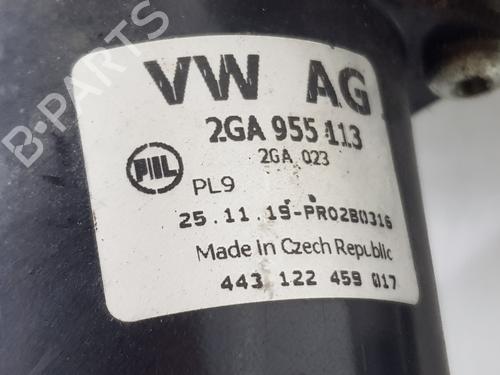 VW AG
2GA 955 113
2GA 023
PAL
PL9
25.11.19-PR02B0316
Made In Czech Republic
443 122 459 017
B-PARTS